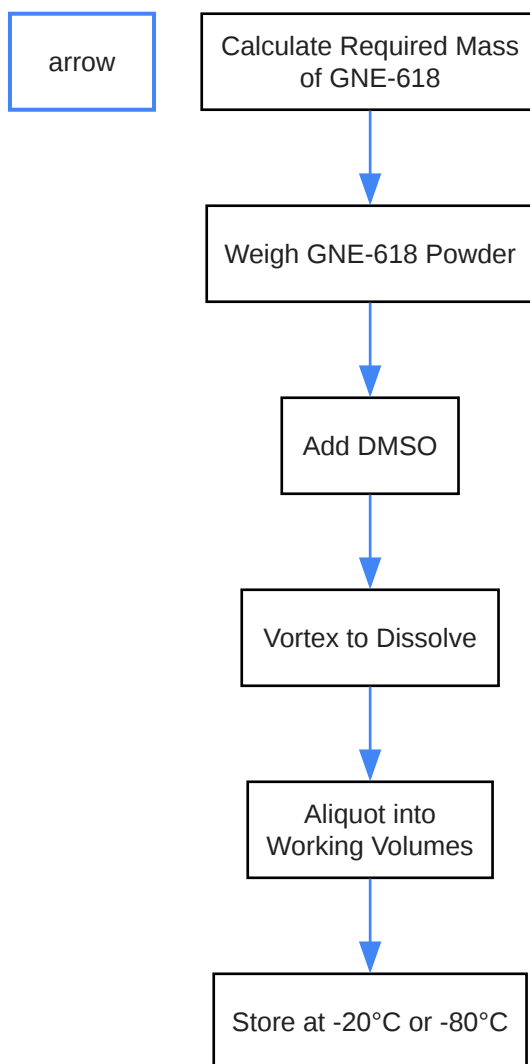 arrow
Calculate Required Mass
of GNE-618
Weigh GNE-618 Powder
Add DMSO
Vortex to Dissolve
Aliquot into
Working Volumes
Store at -20°C or -80°C